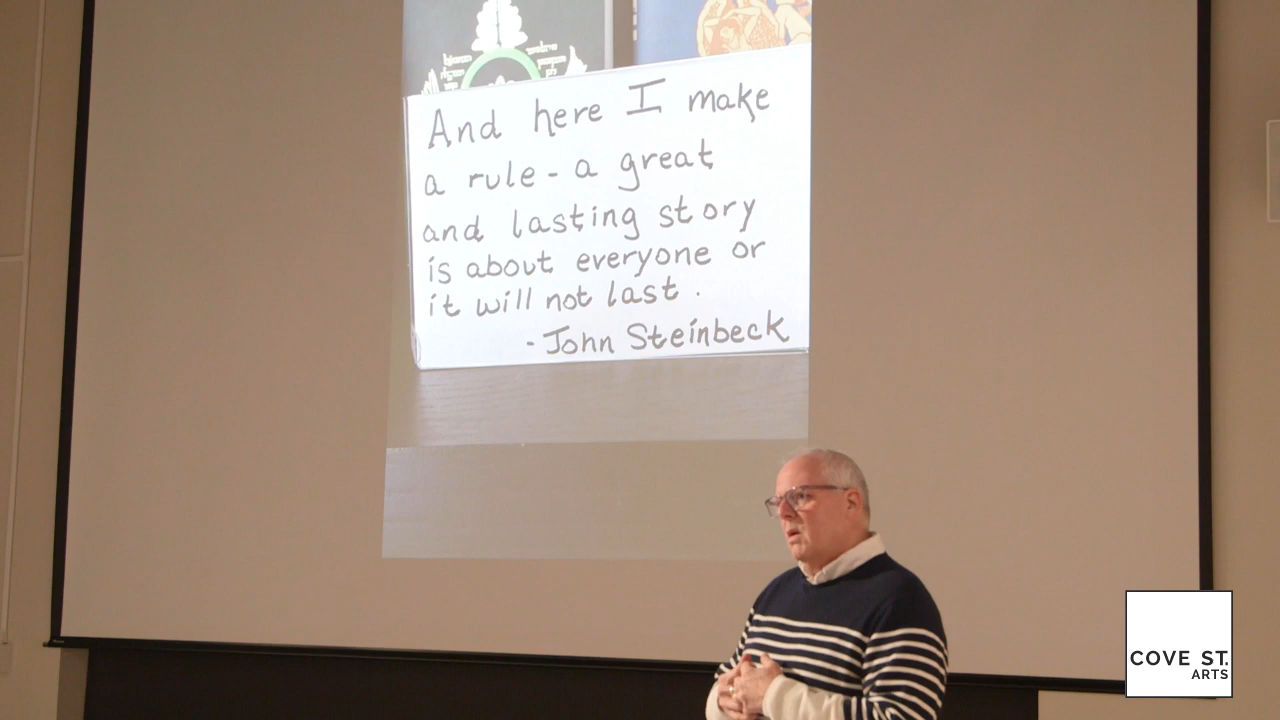 And here I make
a rule - a great
and lasting story
is about everyone or
it will not last.
- John Steinbeck
COVE ST.
ARTS